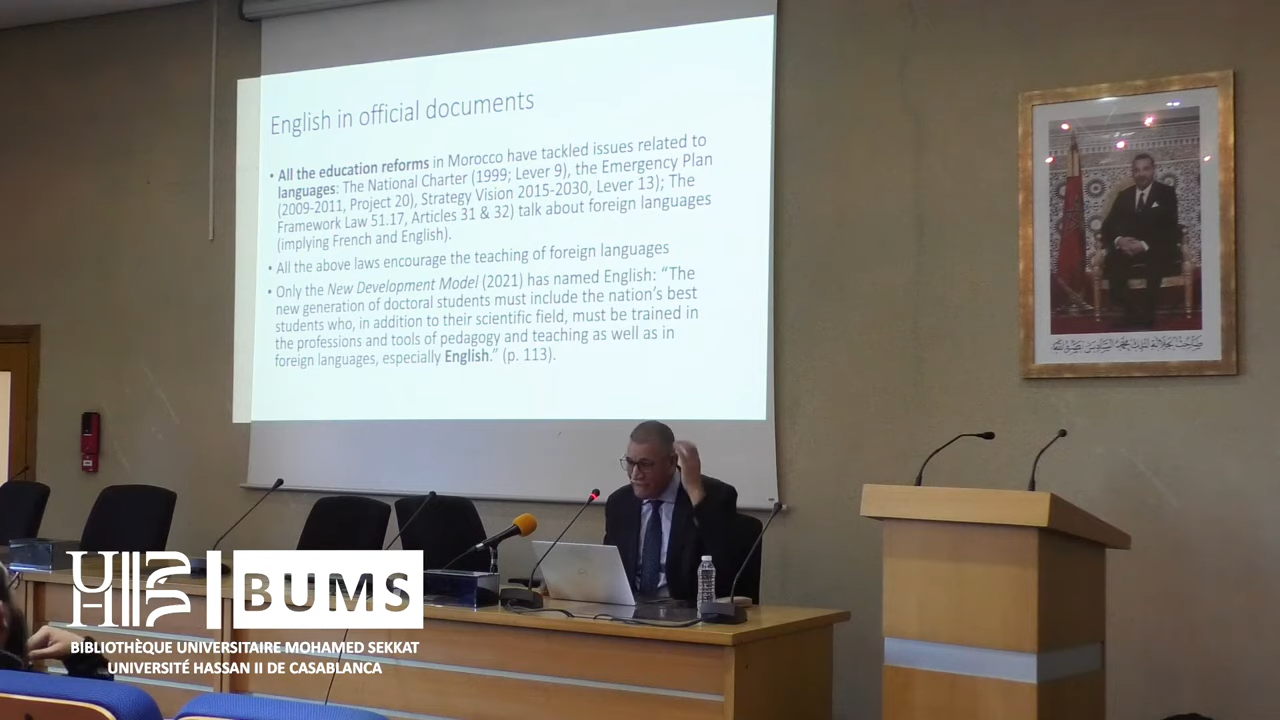 English in official documents
• All the education reforms in Morocco have tackled issues related to
languages: The National Charter (1999; Lever 9), the Emergency Plan
(2009-2011, Project 20), Strategy Vision 2015-2030, Lever 13); The
Framework Law 51.17, Articles 31 & 32) talk about foreign languages
(implying French and English).
• All the above laws encourage the teaching of foreign languages
• Only the New Development Model (2021) has named English: “The
new generation of doctoral students must include the nation’s best
students who, in addition to their scientific field, must be trained in
the professions and tools of pedagogy and teaching as well as in
foreign languages, especially English.” (p. 113).
BUMS
BIBLIOTHÈQUE UNIVERSITAIRE MOHAMED SEKKAT
UNIVERSITÉ HASSAN II DE CASABLANCA